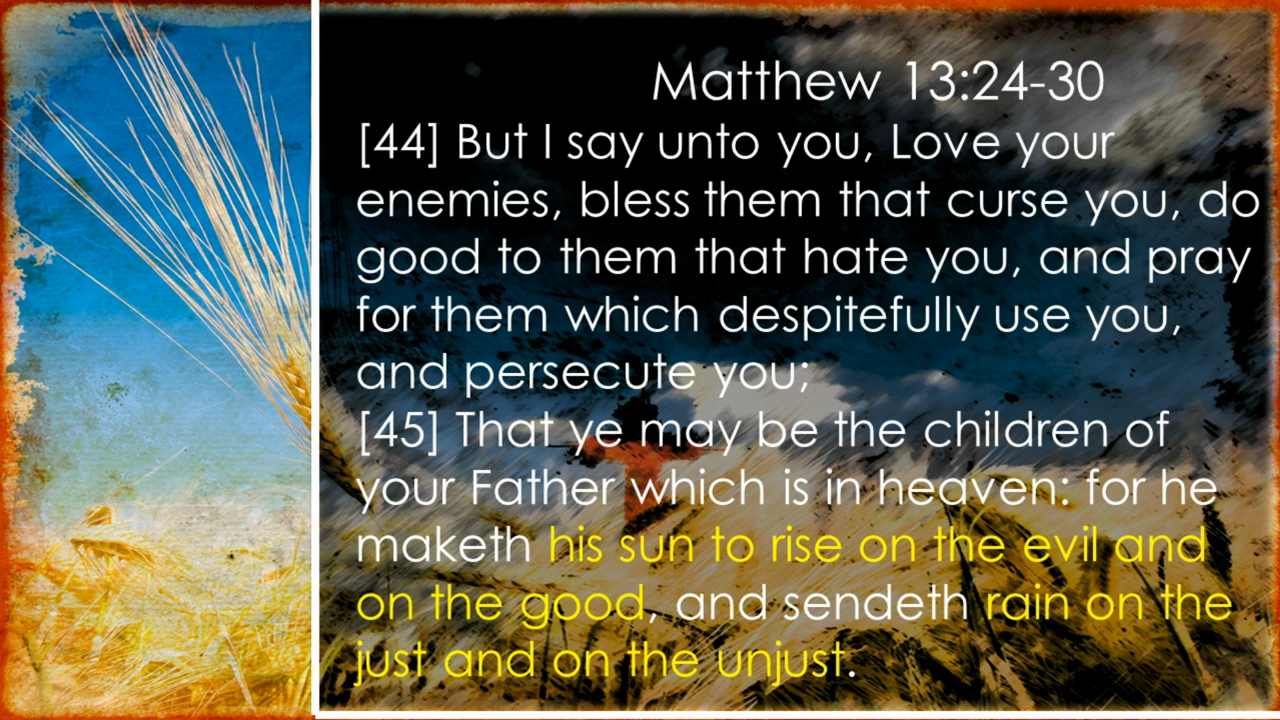 Matthew 13:24-30
[44] But I say unto you, Love your
enemies, bless them that curse you, do
good to them that hate you, and pray
for them which despitefully use you,
and persecute you;
[45] That ye may be the children of
your Father which is in heaven: for he
maketh his sun to rise on the evil and
on the good, and sendeth rain on the
just and on the unjust.